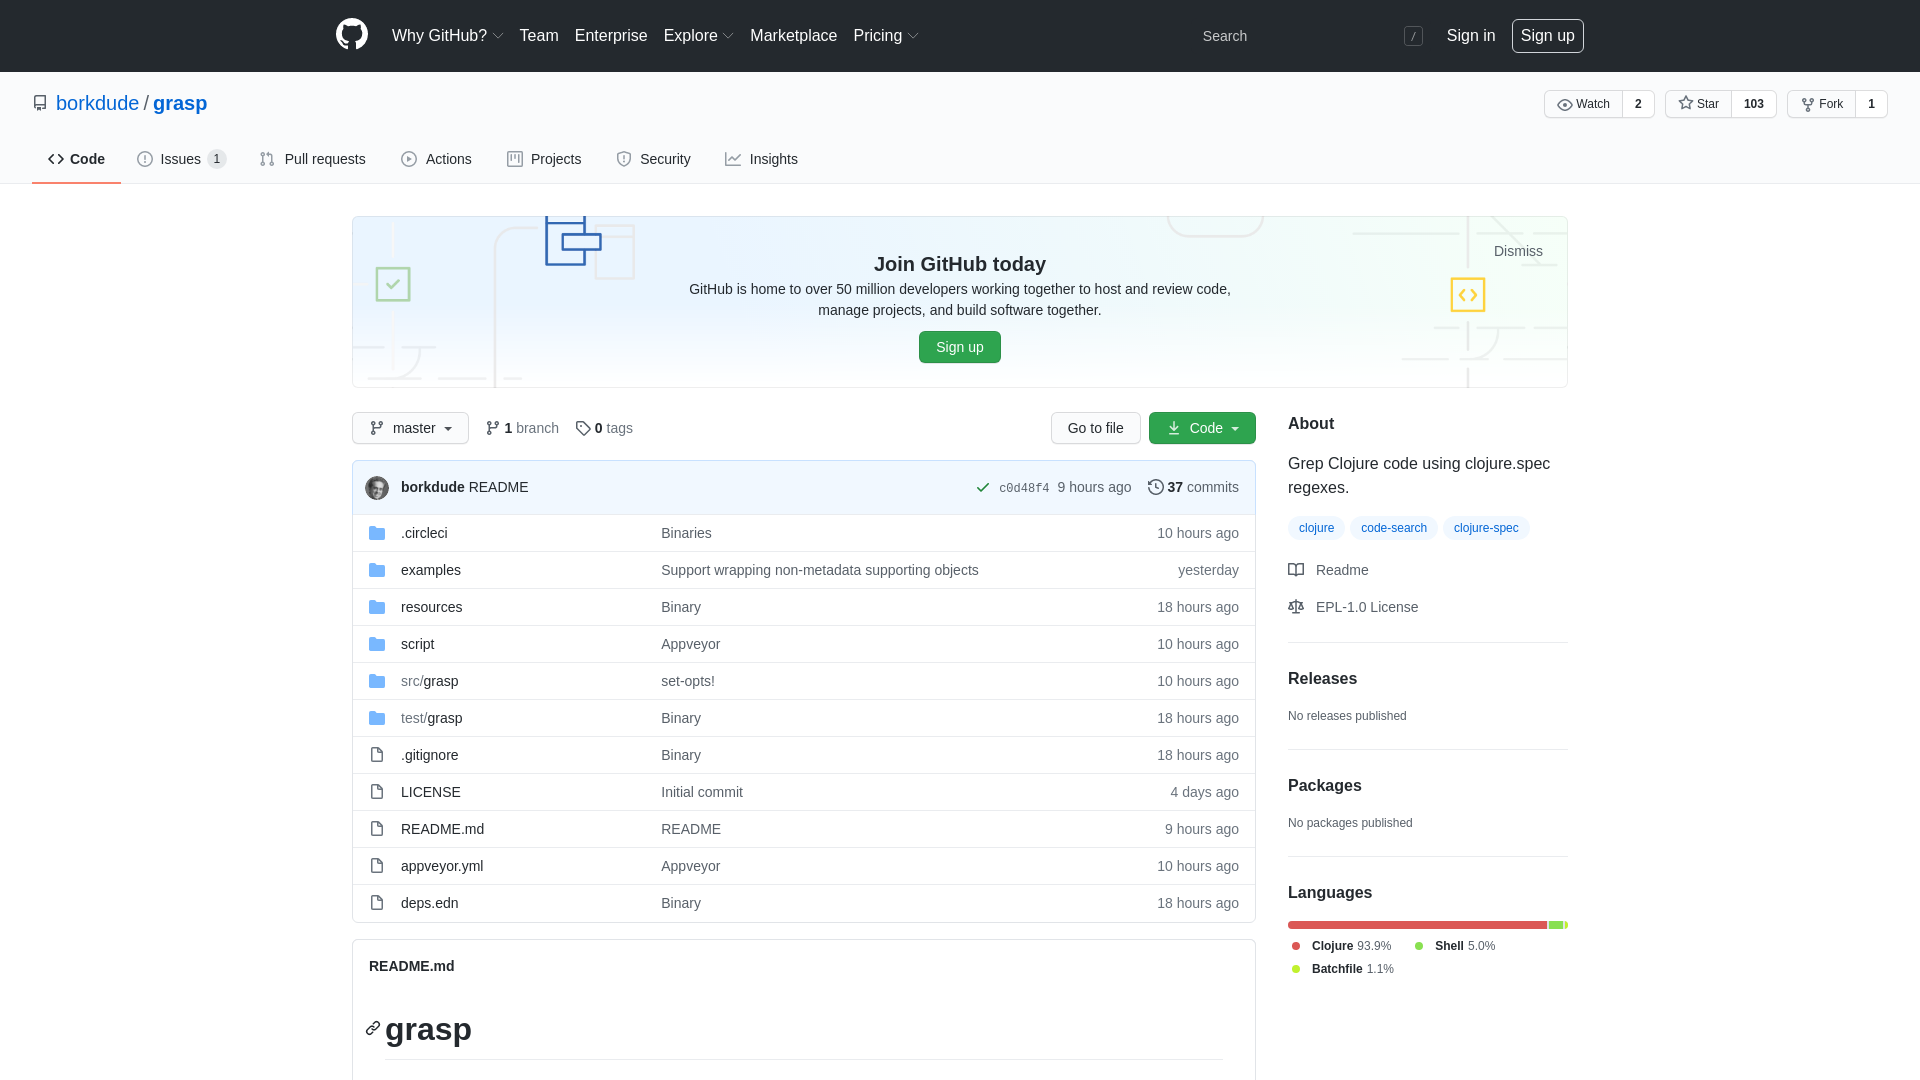 Why GitHub? Team Enterprise Explore Marketplace Pricing Search / Sign in Sign up
borkdude / grasp Watch 2 Star 103 Fork 1
Code Issues 1 Pull requests Actions Projects Security Insights
Dismiss
Join GitHub today
GitHub is home to over 50 million developers working together to host and review code,
manage projects, and build software together.
Sign up
master 1 branch 0 tags Go to file Code
borkdude README c0d48f4 9 hours ago 37 commits
.circleci Binaries 10 hours ago
examples Support wrapping non-metadata supporting objects yesterday
resources Binary 18 hours ago
script Appveyor 10 hours ago
src/grasp set-opts! 10 hours ago
test/grasp Binary 18 hours ago
.gitignore Binary 18 hours ago
LICENSE Initial commit 4 days ago
README.md README 9 hours ago
appveyor.yml Appveyor 10 hours ago
deps.edn Binary 18 hours ago
README.md
grasp
About
Grep Clojure code using clojure.spec
regexes.
clojure code-search clojure-spec
Readme
EPL-1.0 License
Releases
No releases published
Packages
No packages published
Languages
Clojure 93.9% Shell 5.0%
Batchfile 1.1%